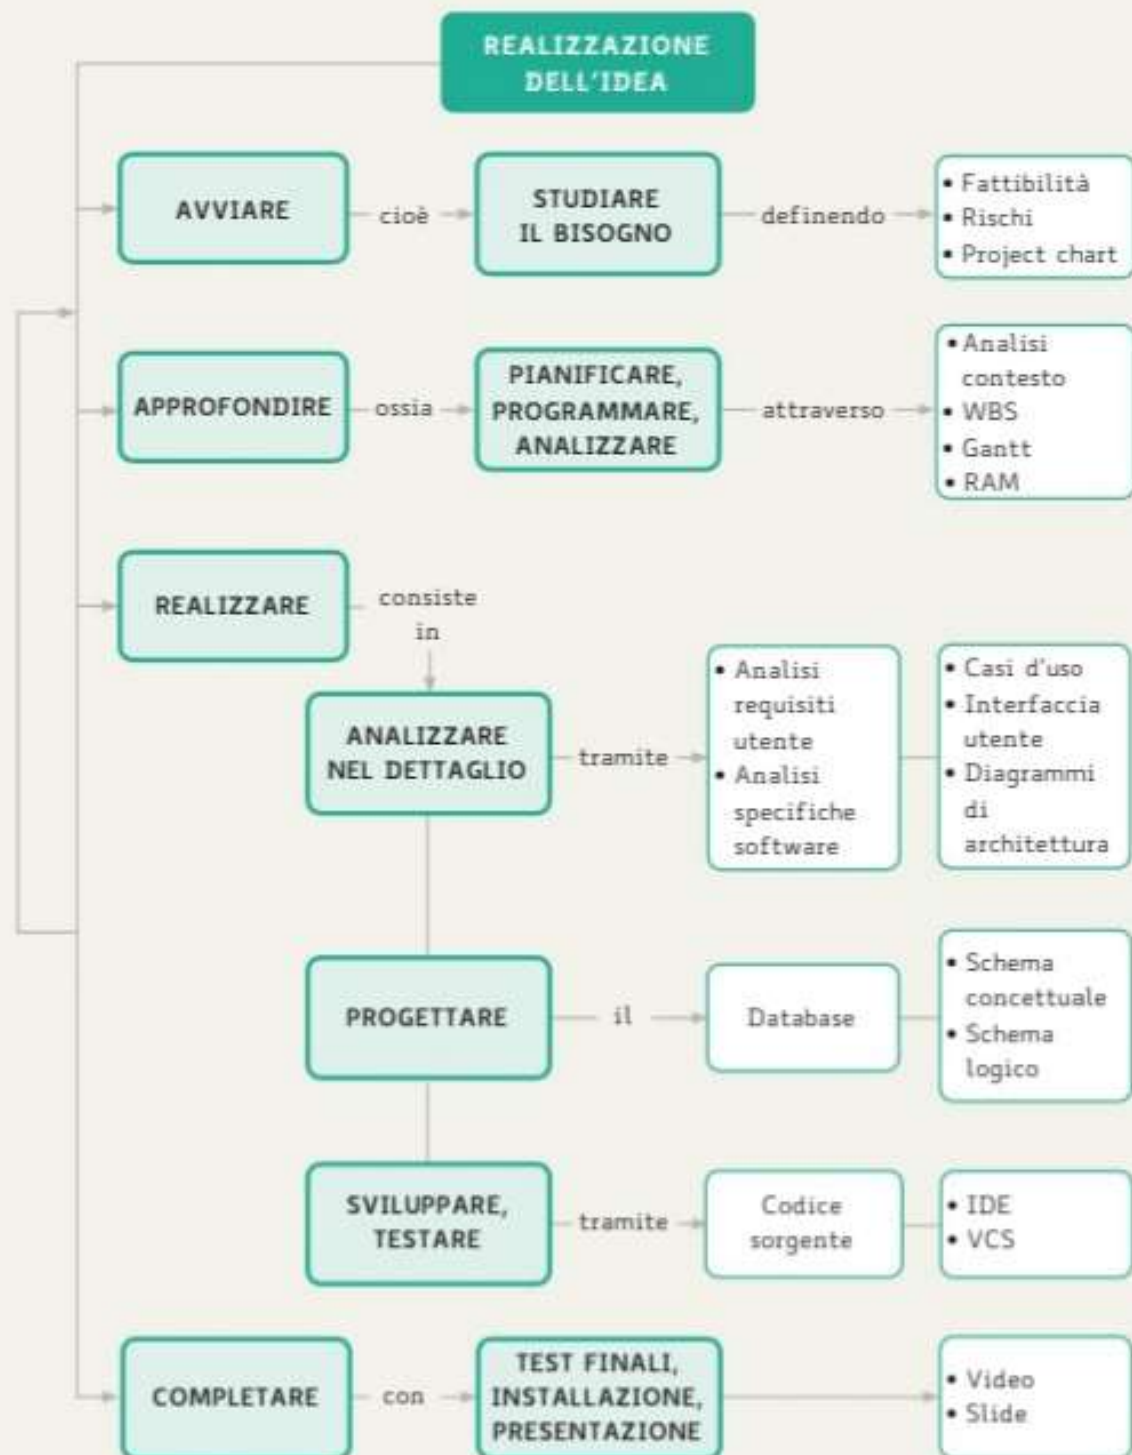 REALIZZAZIONE
DELL'IDEA
AVVIARE
cioè
STUDIARE
IL BISOGNO
definendo
• Fattibilità
• Rischi
• Project chart
APPROFONDIRE
ossia
PIANIFICARE,
PROGRAMMARE,
ANALIZZARE
attraverso
• Analisi
contesto
• WBS
• Gantt
• RAM
REALIZZARE
consiste
in
ANALIZZARE
NEL DETTAGLIO
tramite
• Analisi
requisiti
utente
• Analisi
specifiche
software
• Casi d'uso
• Interfaccia
utente
• Diagrammi
di
architettura
PROGETTARE
il
Database
• Schema
concettuale
• Schema
logico
SVILUPPARE,
TESTARE
tramite
Codice
sorgente
• IDE
• VCS
COMPLETARE
con
TEST FINALI,
INSTALLAZIONE,
PRESENTAZIONE
• Video
• Slide